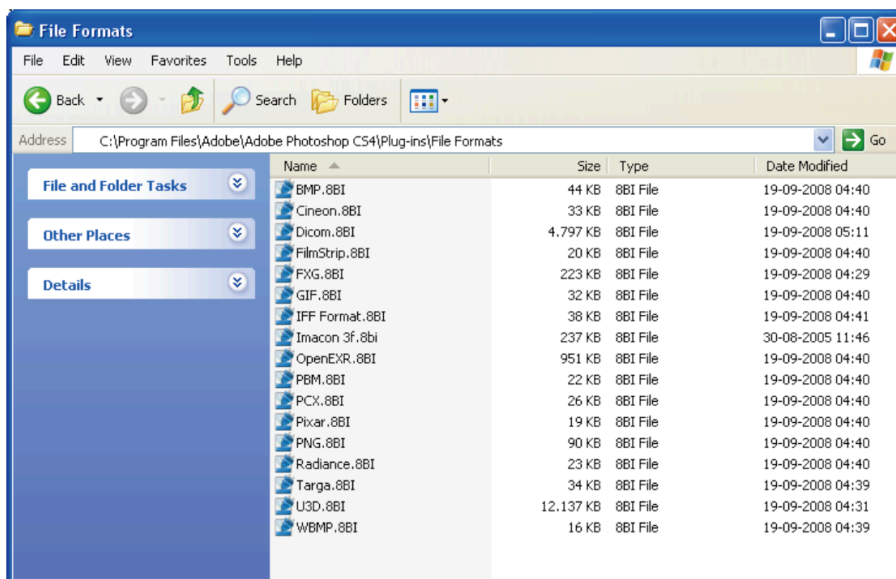 File Formats
File Edit View Favorites Tools Help
Back Search Folders
Address C:\Program Files\Adobe\Adobe Photoshop CS4\Plug-ins\File Formats Go
File and Folder Tasks
Other Places
Details
Name Size Type Date Modified
BMP.8BI 44 KB 8BI File 19-09-2008 04:40
Cineon.8BI 33 KB 8BI File 19-09-2008 04:40
Dicom.8BI 4.797 KB 8BI File 19-09-2008 05:11
FilmStrip.8BI 20 KB 8BI File 19-09-2008 04:40
FXG.8BI 223 KB 8BI File 19-09-2008 04:29
GIF.8BI 32 KB 8BI File 19-09-2008 04:40
IFF Format.8BI 38 KB 8BI File 19-09-2008 04:41
Imacon 3f.8bi 237 KB 8BI File 30-08-2005 11:46
OpenEXR.8BI 951 KB 8BI File 19-09-2008 04:40
PBM.8BI 22 KB 8BI File 19-09-2008 04:40
PCX.8BI 26 KB 8BI File 19-09-2008 04:40
Pixar.8BI 19 KB 8BI File 19-09-2008 04:40
PNG.8BI 90 KB 8BI File 19-09-2008 04:40
Radiance.8BI 23 KB 8BI File 19-09-2008 04:40
Targa.8BI 34 KB 8BI File 19-09-2008 04:39
U3D.8BI 12.137 KB 8BI File 19-09-2008 04:31
WBMP.8BI 16 KB 8BI File 19-09-2008 04:39